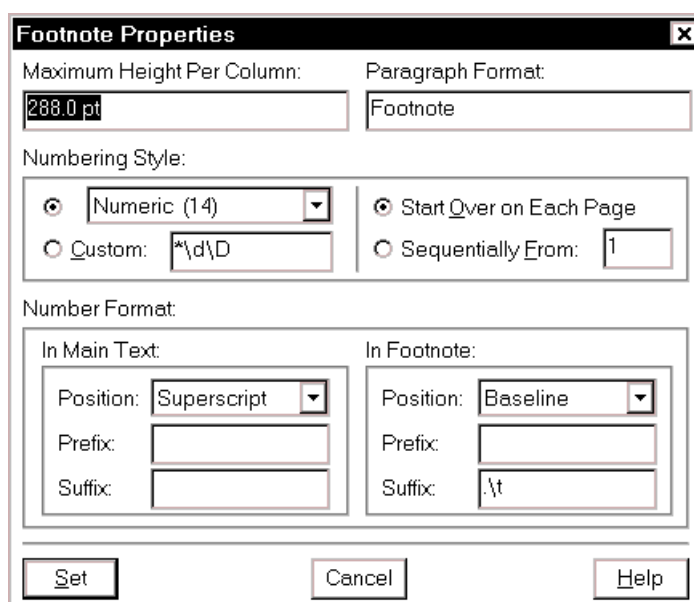 Footnote Properties
Maximum Height Per Column: Paragraph Format:
288.0 pt Footnote
Numbering Style:
Numeric (14) Start Over on Each Page
Custom: *\d\D Sequentially From: 1
Number Format:
In Main Text: In Footnote:
Position: Superscript Position: Baseline
Prefix: Prefix:
Suffix: Suffix: .\t
Set Cancel Help